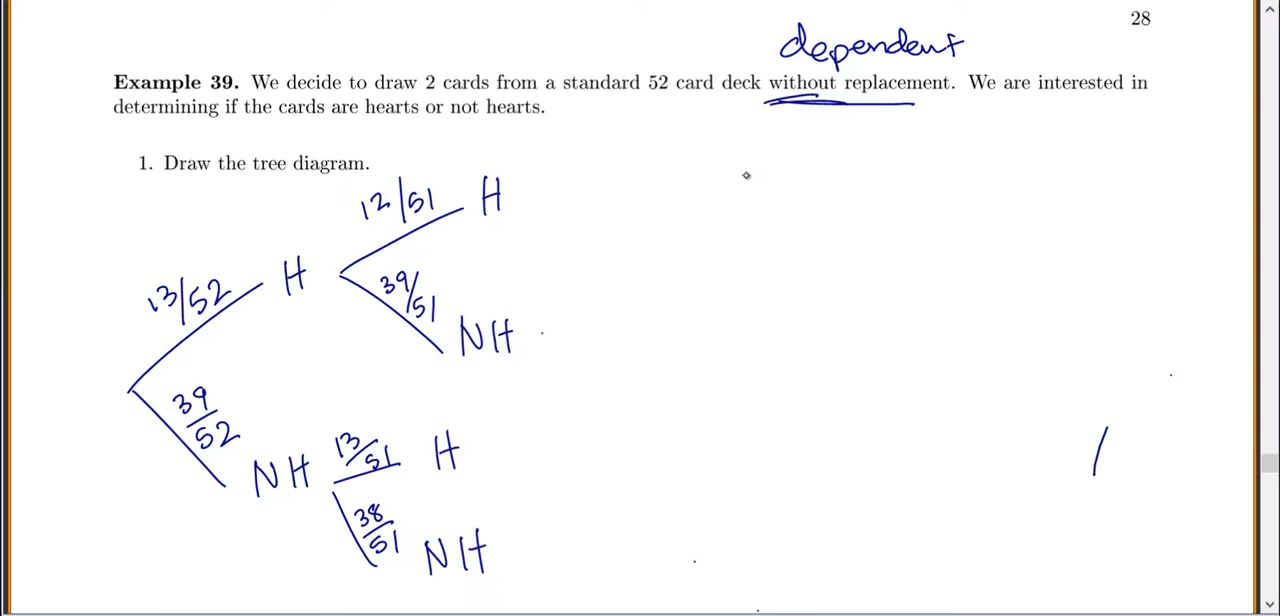 28
dependent
Example 39. We decide to draw 2 cards from a standard 52 card deck without replacement. We are interested in
determining if the cards are hearts or not hearts.
1. Draw the tree diagram.
12/51 H
13/52 H
39/51
NH
39/52
NH 13/51 H
38/51
NH